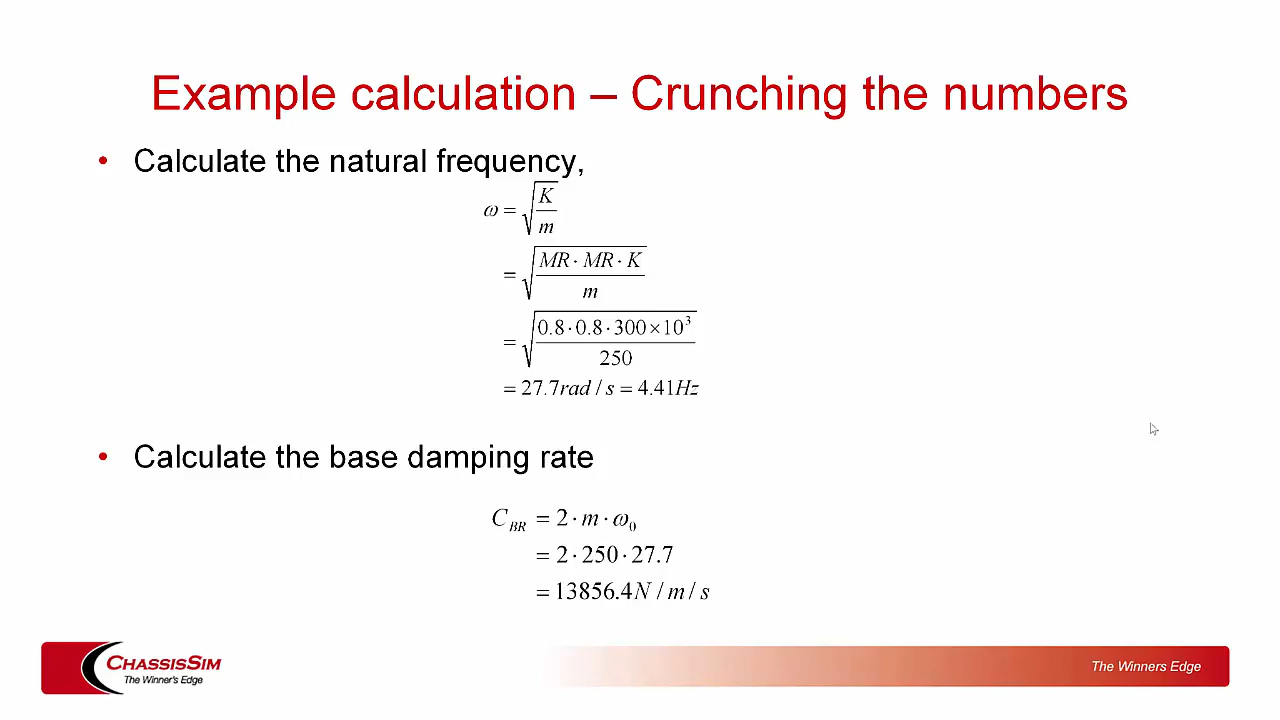 Example calculation – Crunching the numbers
• Calculate the natural frequency,
ω = √(K/m)
= √(MR · MR · K / m)
= √(0.8 · 0.8 · 300 × 10³ / 250)
= 27.7rad / s = 4.41Hz
• Calculate the base damping rate
C_BR = 2 · m · ω₀
= 2 · 250 · 27.7
= 13856.4N / m / s
CHASSISSIM
The Winner's Edge
The Winners Edge